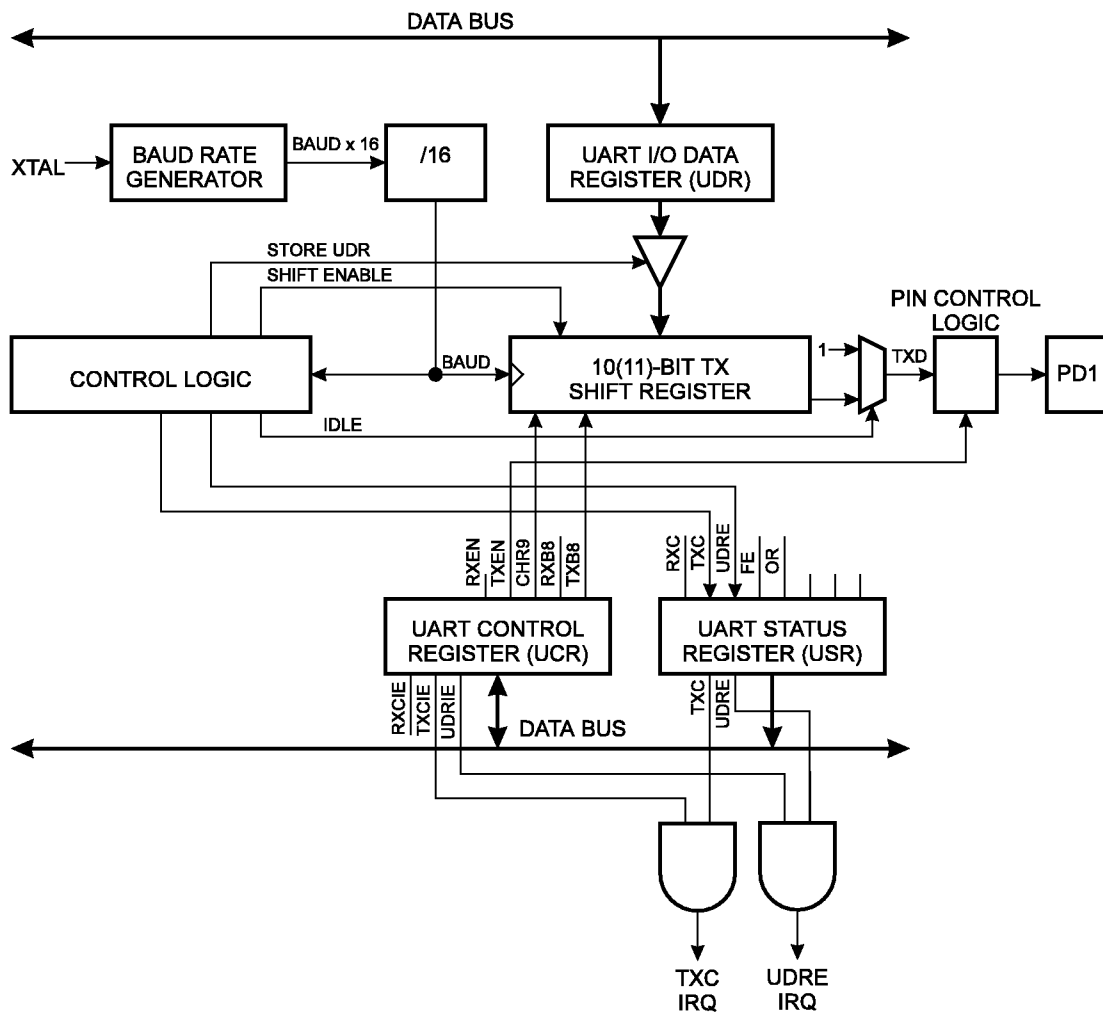 DATA BUS
XTAL
BAUD RATE
GENERATOR
BAUD x 16
/16
UART I/O DATA
REGISTER (UDR)
STORE UDR
SHIFT ENABLE
PIN CONTROL
LOGIC
CONTROL LOGIC
BAUD
10(11)-BIT TX
SHIFT REGISTER
1
TXD
PD1
IDLE
RXEN
TXEN
CHR9
RXB8
TXB8
RXC
TXC
UDRE
FE
OR
UART CONTROL
REGISTER (UCR)
UART STATUS
REGISTER (USR)
RXCIE
TXCIE
UDRIE
TXC
UDRE
DATA BUS
TXC
IRQ
UDRE
IRQ